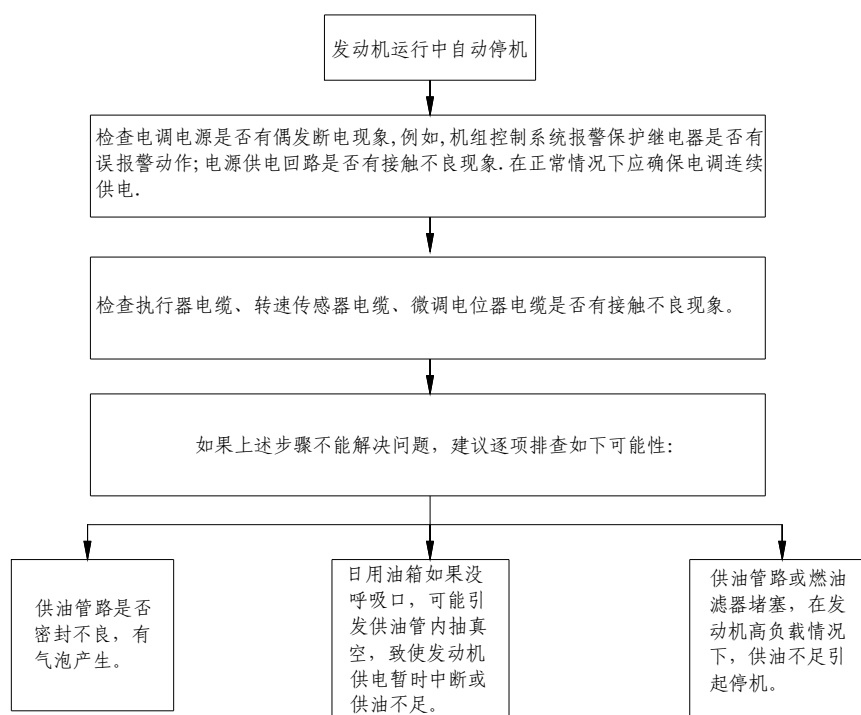 发动机运行中自动停机
检查电调电源是否有偶发断电现象,例如,机组控制系统报警保护继电器是否有
误报警动作;电源供电回路是否有接触不良现象.在正常情况下应确保电调连续
供电.
检查执行器电缆、转速传感器电缆、微调电位器电缆是否有接触不良现象。
如果上述步骤不能解决问题，建议逐项排查如下可能性：
供油管路是否
密封不良，有
气泡产生。
日用油箱如果没
呼吸口，可能引
发供油管内抽真
空，致使发动机
供电暂时中断或
供油不足。
供油管路或燃油
滤器堵塞，在发
动机高负载情况
下，供油不足引
起停机。